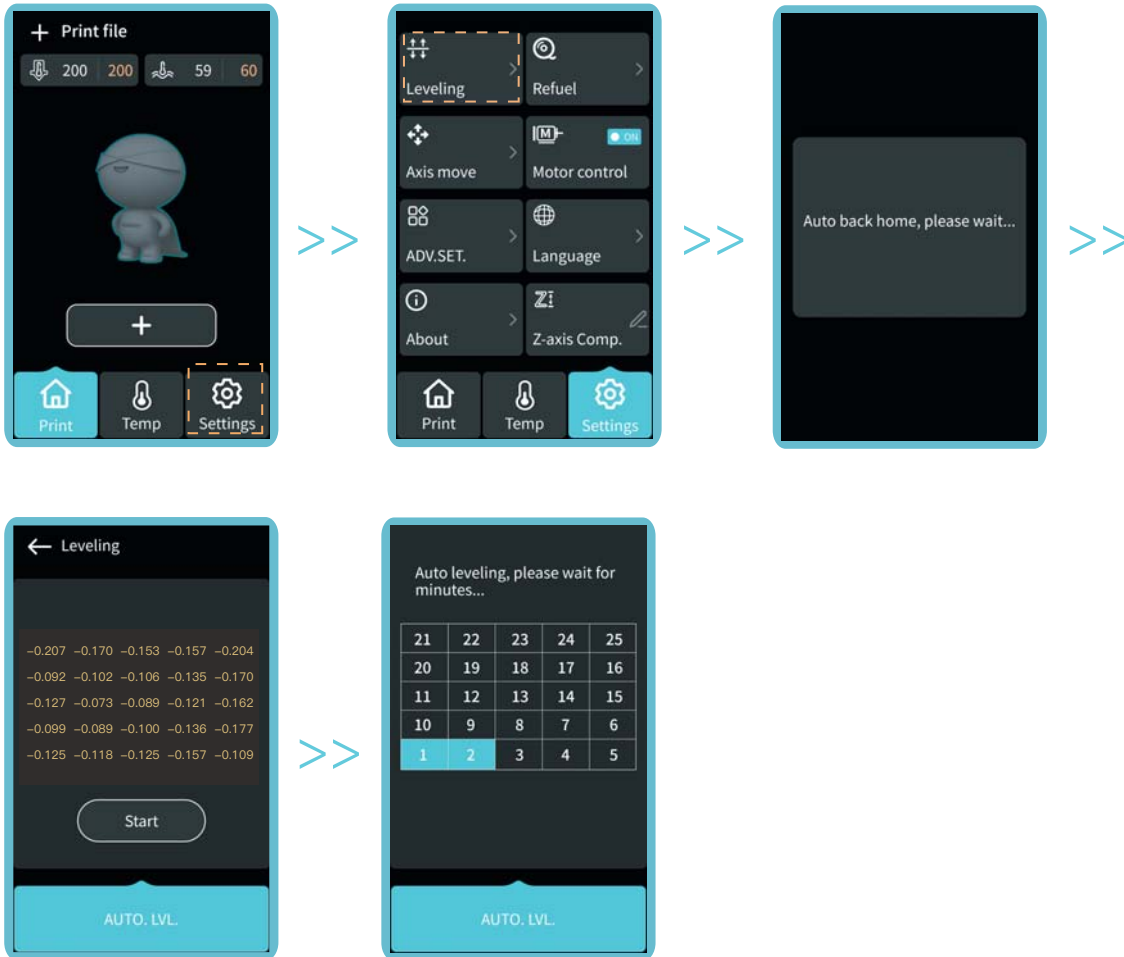 + Print file
200 200 59 60
+
Print Temp Settings
>>
Leveling Refuel
Axis move Motor control
ON
ADV.SET. Language
About Z-axis Comp.
Print Temp Settings
>>
Auto back home, please wait...
>>
← Leveling
−0.207 −0.170 −0.153 −0.157 −0.204
−0.092 −0.102 −0.106 −0.135 −0.170
−0.127 −0.073 −0.089 −0.121 −0.162
−0.099 −0.089 −0.100 −0.136 −0.177
−0.125 −0.118 −0.125 −0.157 −0.109
Start
AUTO. LVL.
>>
Auto leveling, please wait for
minutes...
21 22 23 24 25
20 19 18 17 16
11 12 13 14 15
10 9 8 7 6
1 2 3 4 5
AUTO. LVL.